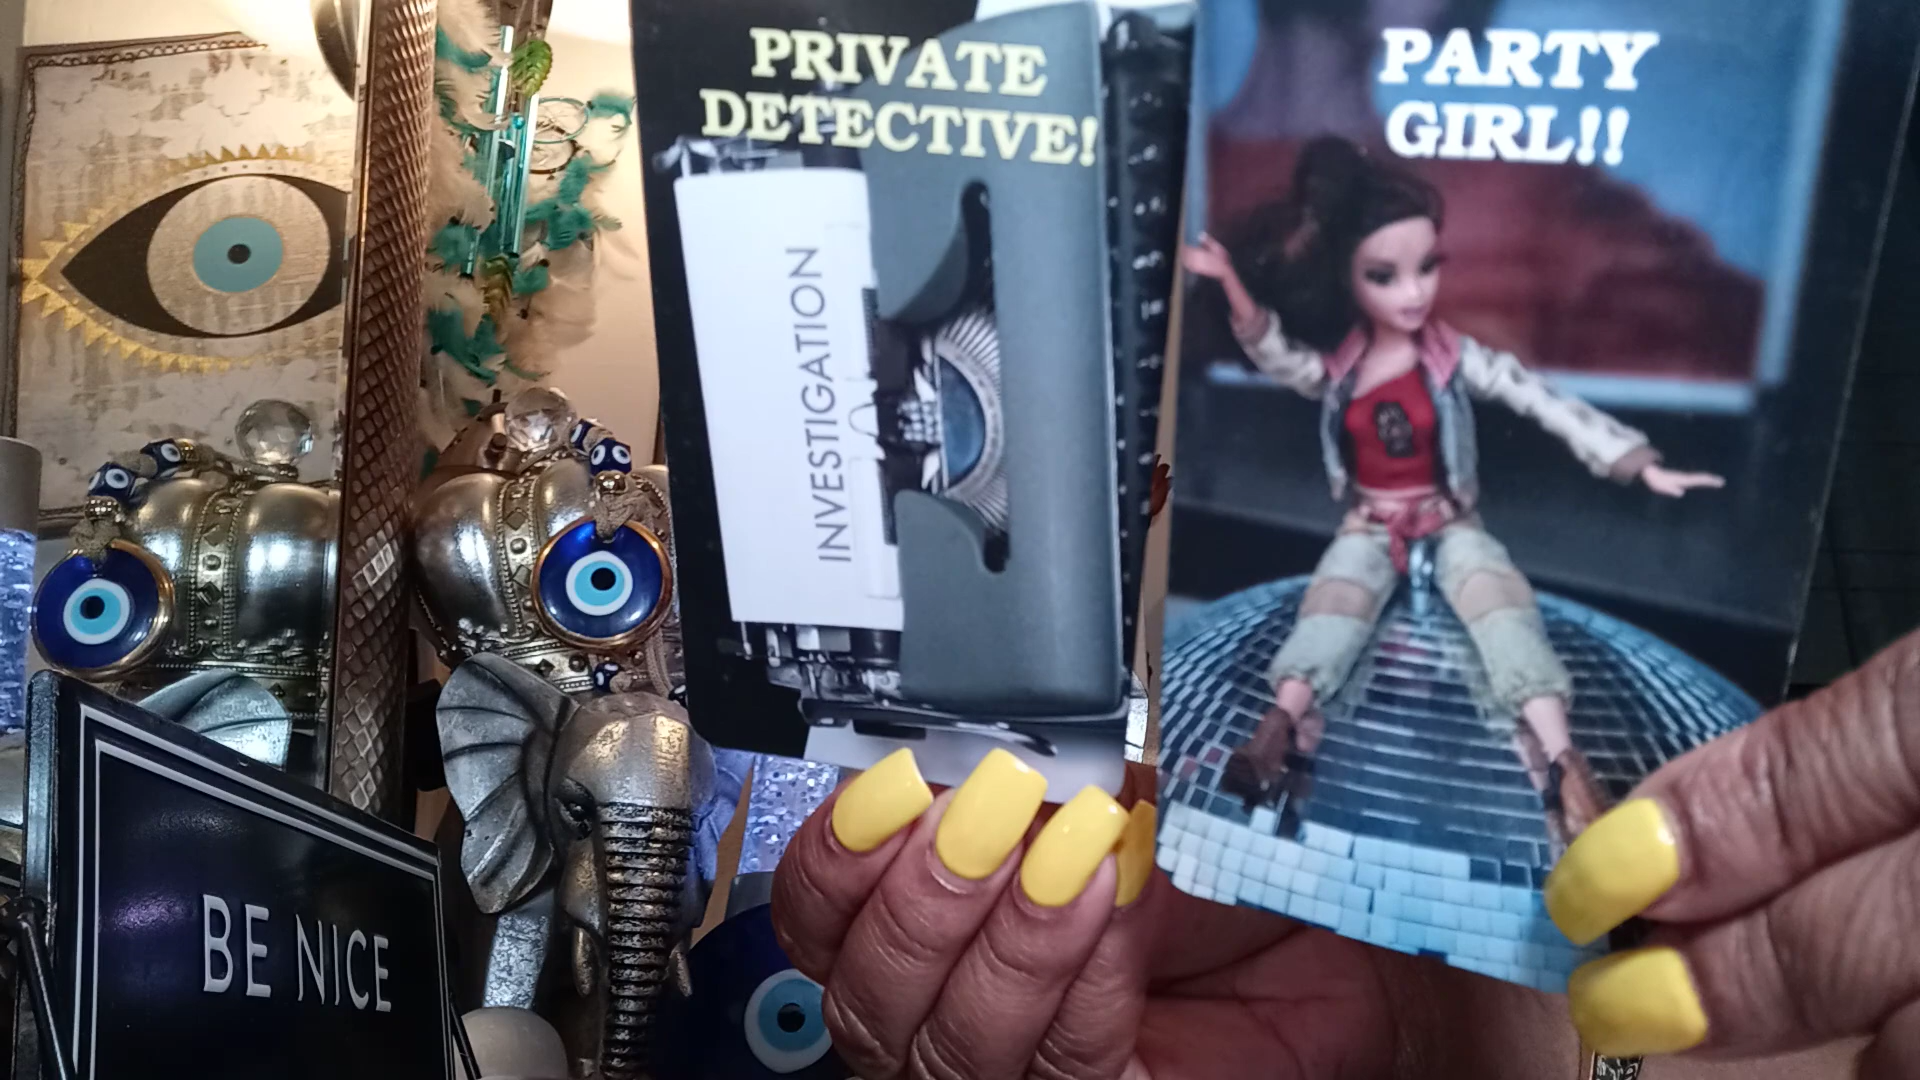 PRIVATE
DETECTIVE!
INVESTIGATION
PARTY
GIRL!!
BE NICE